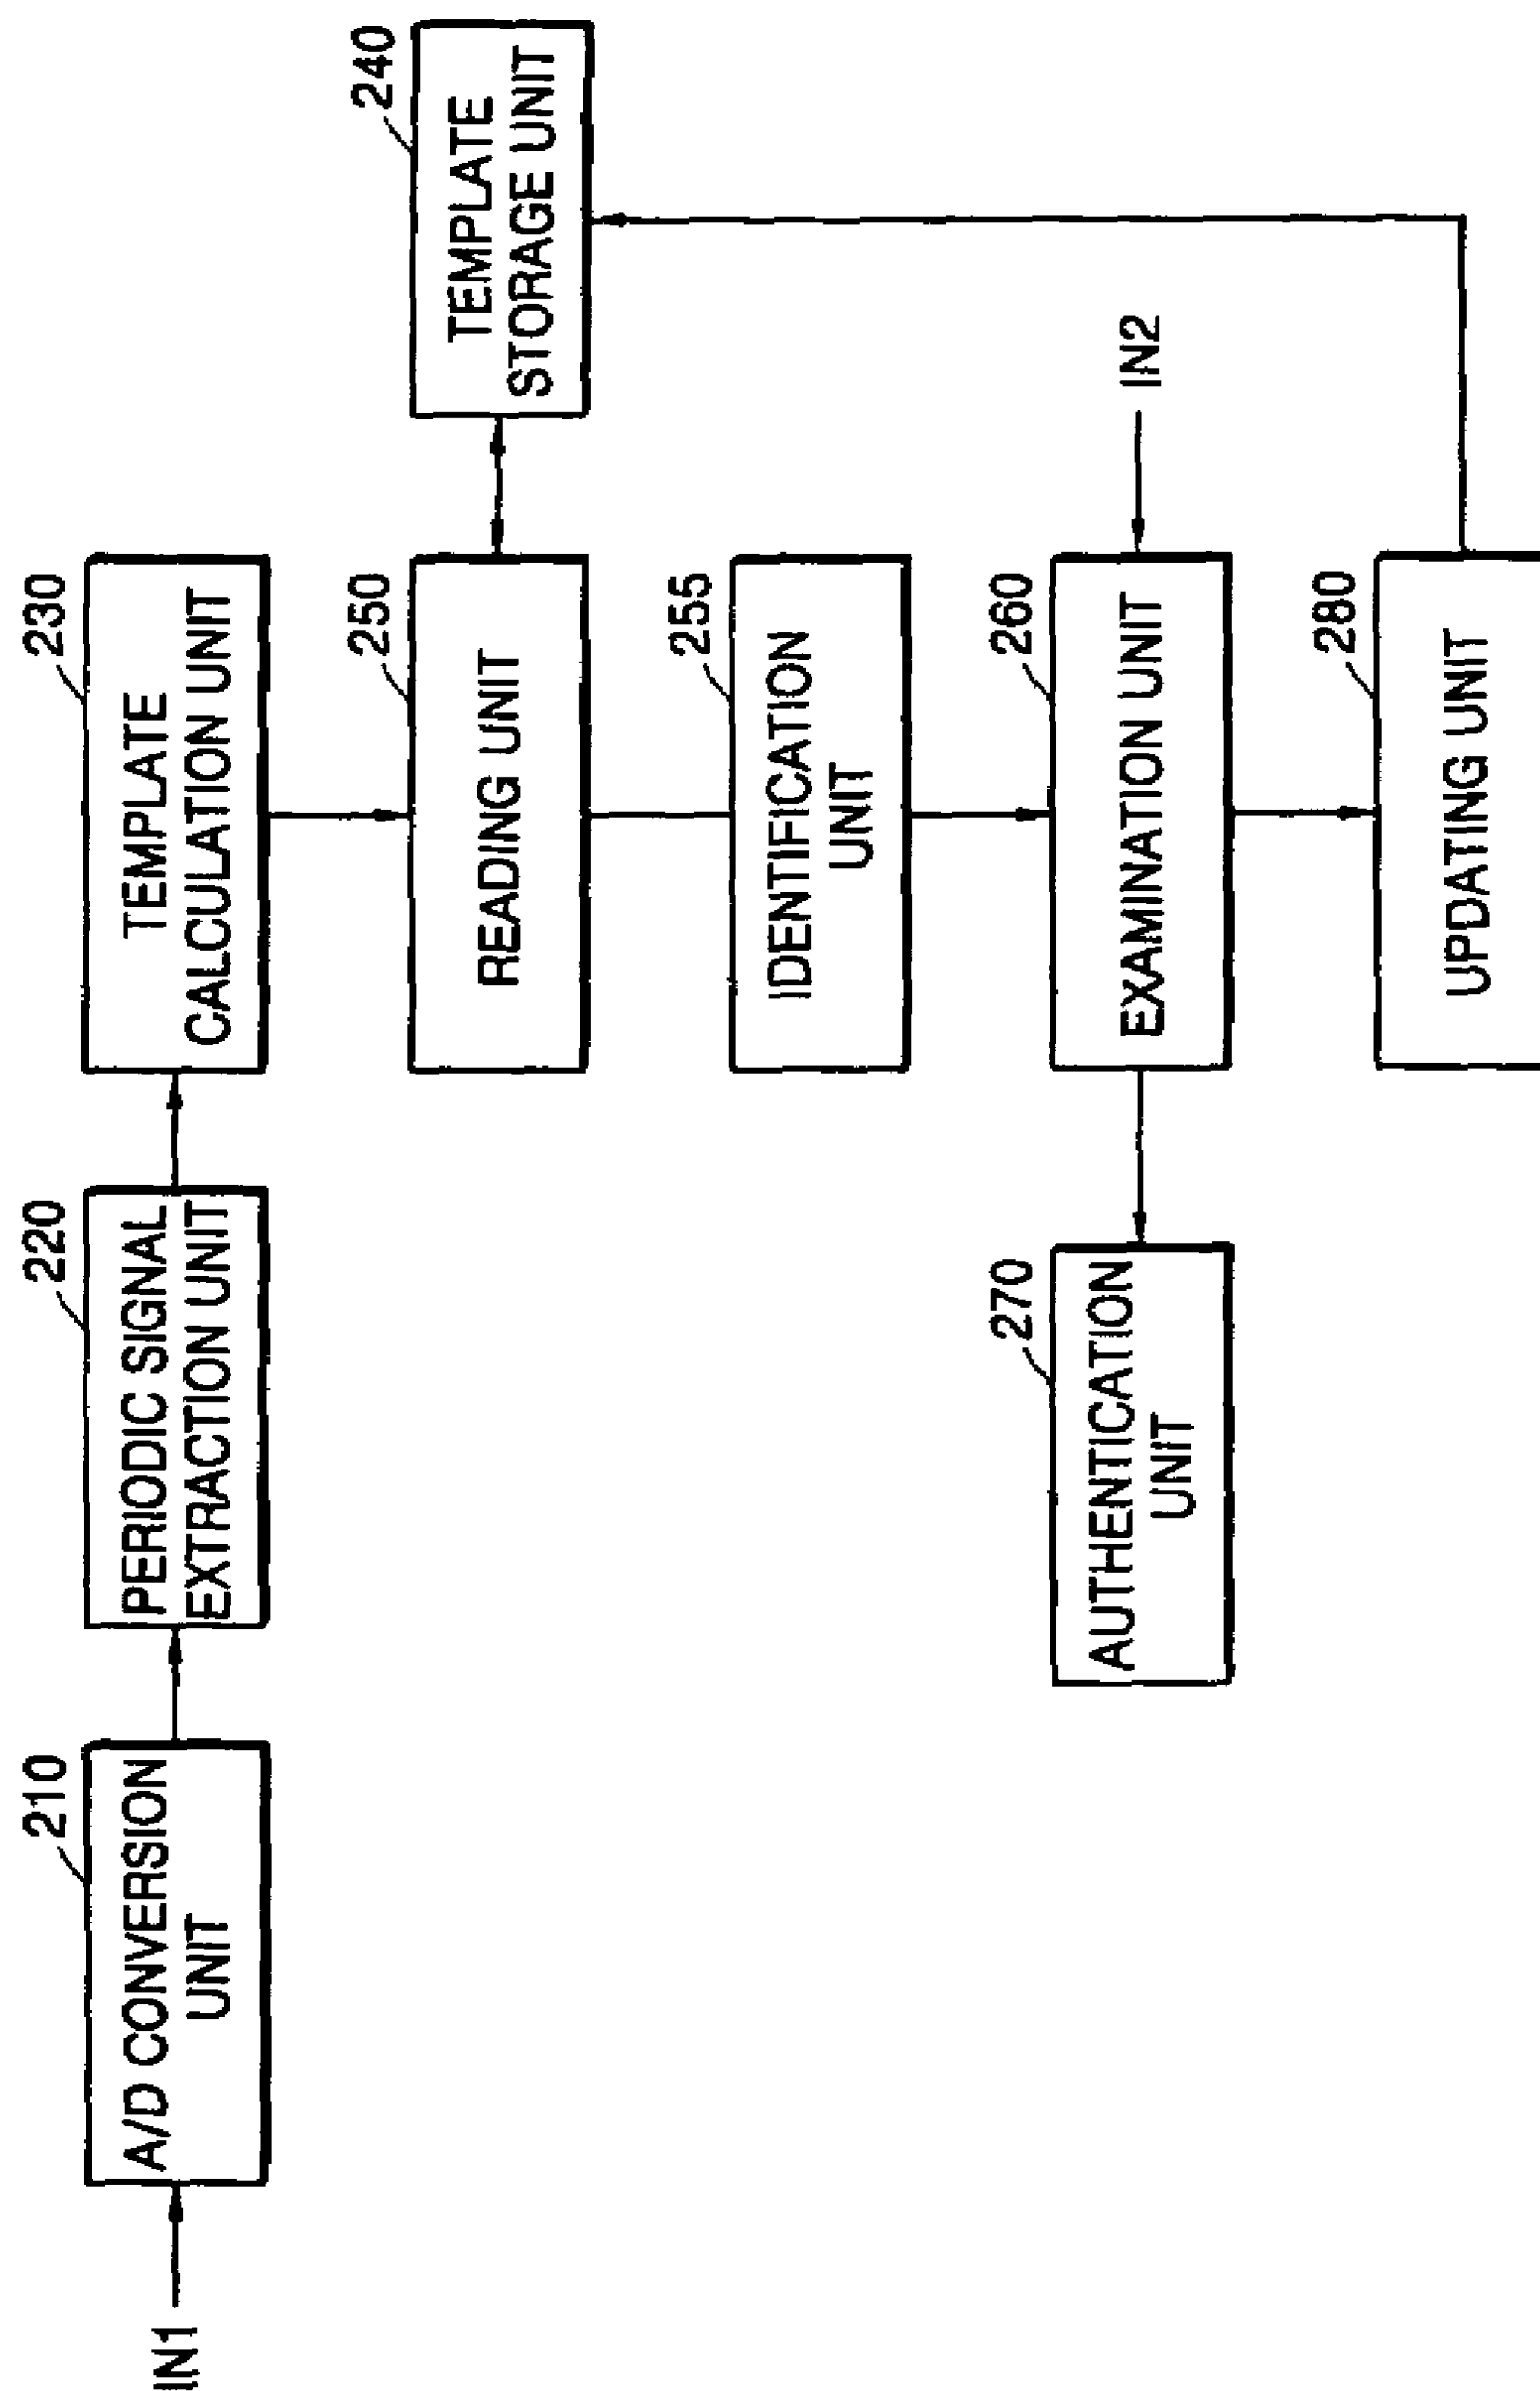 IN1
210
A/D CONVERSION
UNIT
220
PERIODIC SIGNAL
EXTRACTION UNIT
230
TEMPLATE
CALCULATION UNIT
240
TEMPLATE
STORAGE UNIT
250
READING UNIT
255
IDENTIFICATION
UNIT
270
AUTHENTICATION
UNIT
260
EXAMINATION UNIT
IN2
280
UPDATING UNIT